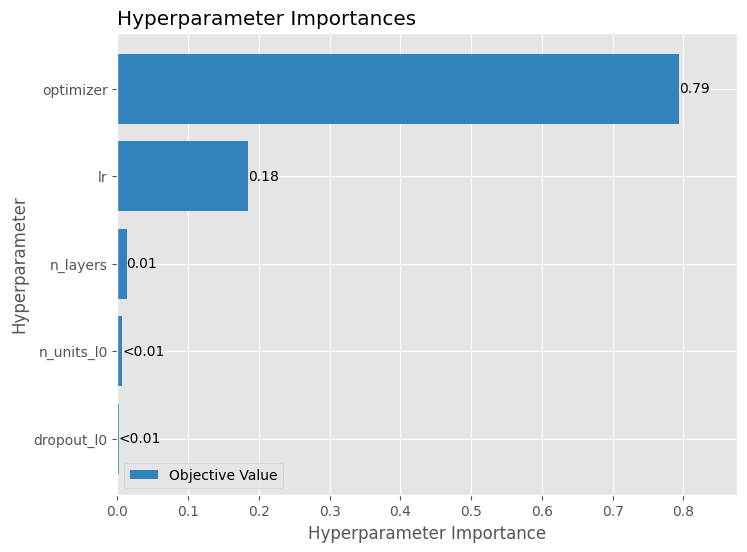 Hyperparameter Importances
optimizer
0.79
lr
0.18
n_layers
0.01
n_units_l0
<0.01
dropout_l0
<0.01
Hyperparameter
Objective Value
0.0 0.1 0.2 0.3 0.4 0.5 0.6 0.7 0.8
Hyperparameter Importance